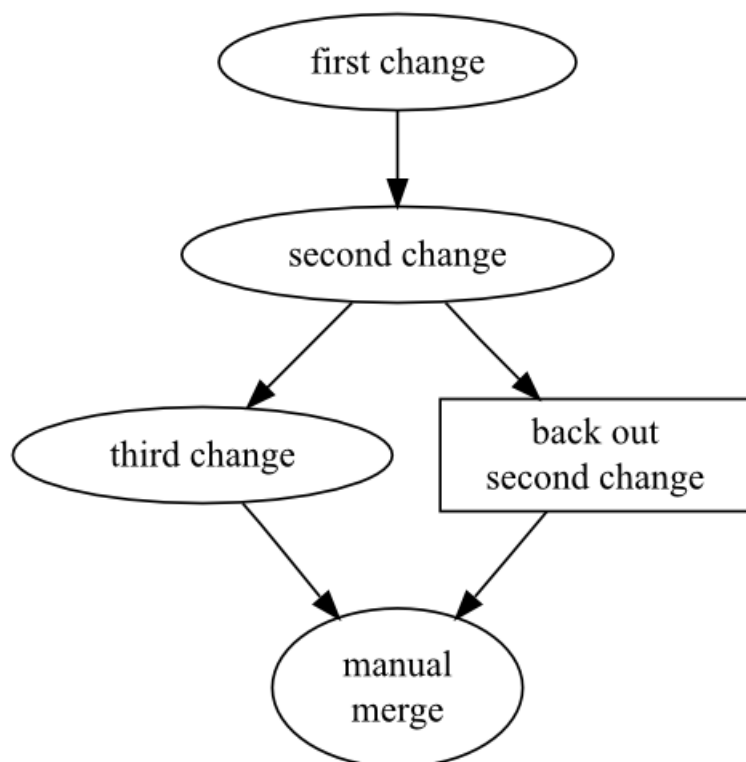 first change
second change
third change
back out
second change
manual
merge